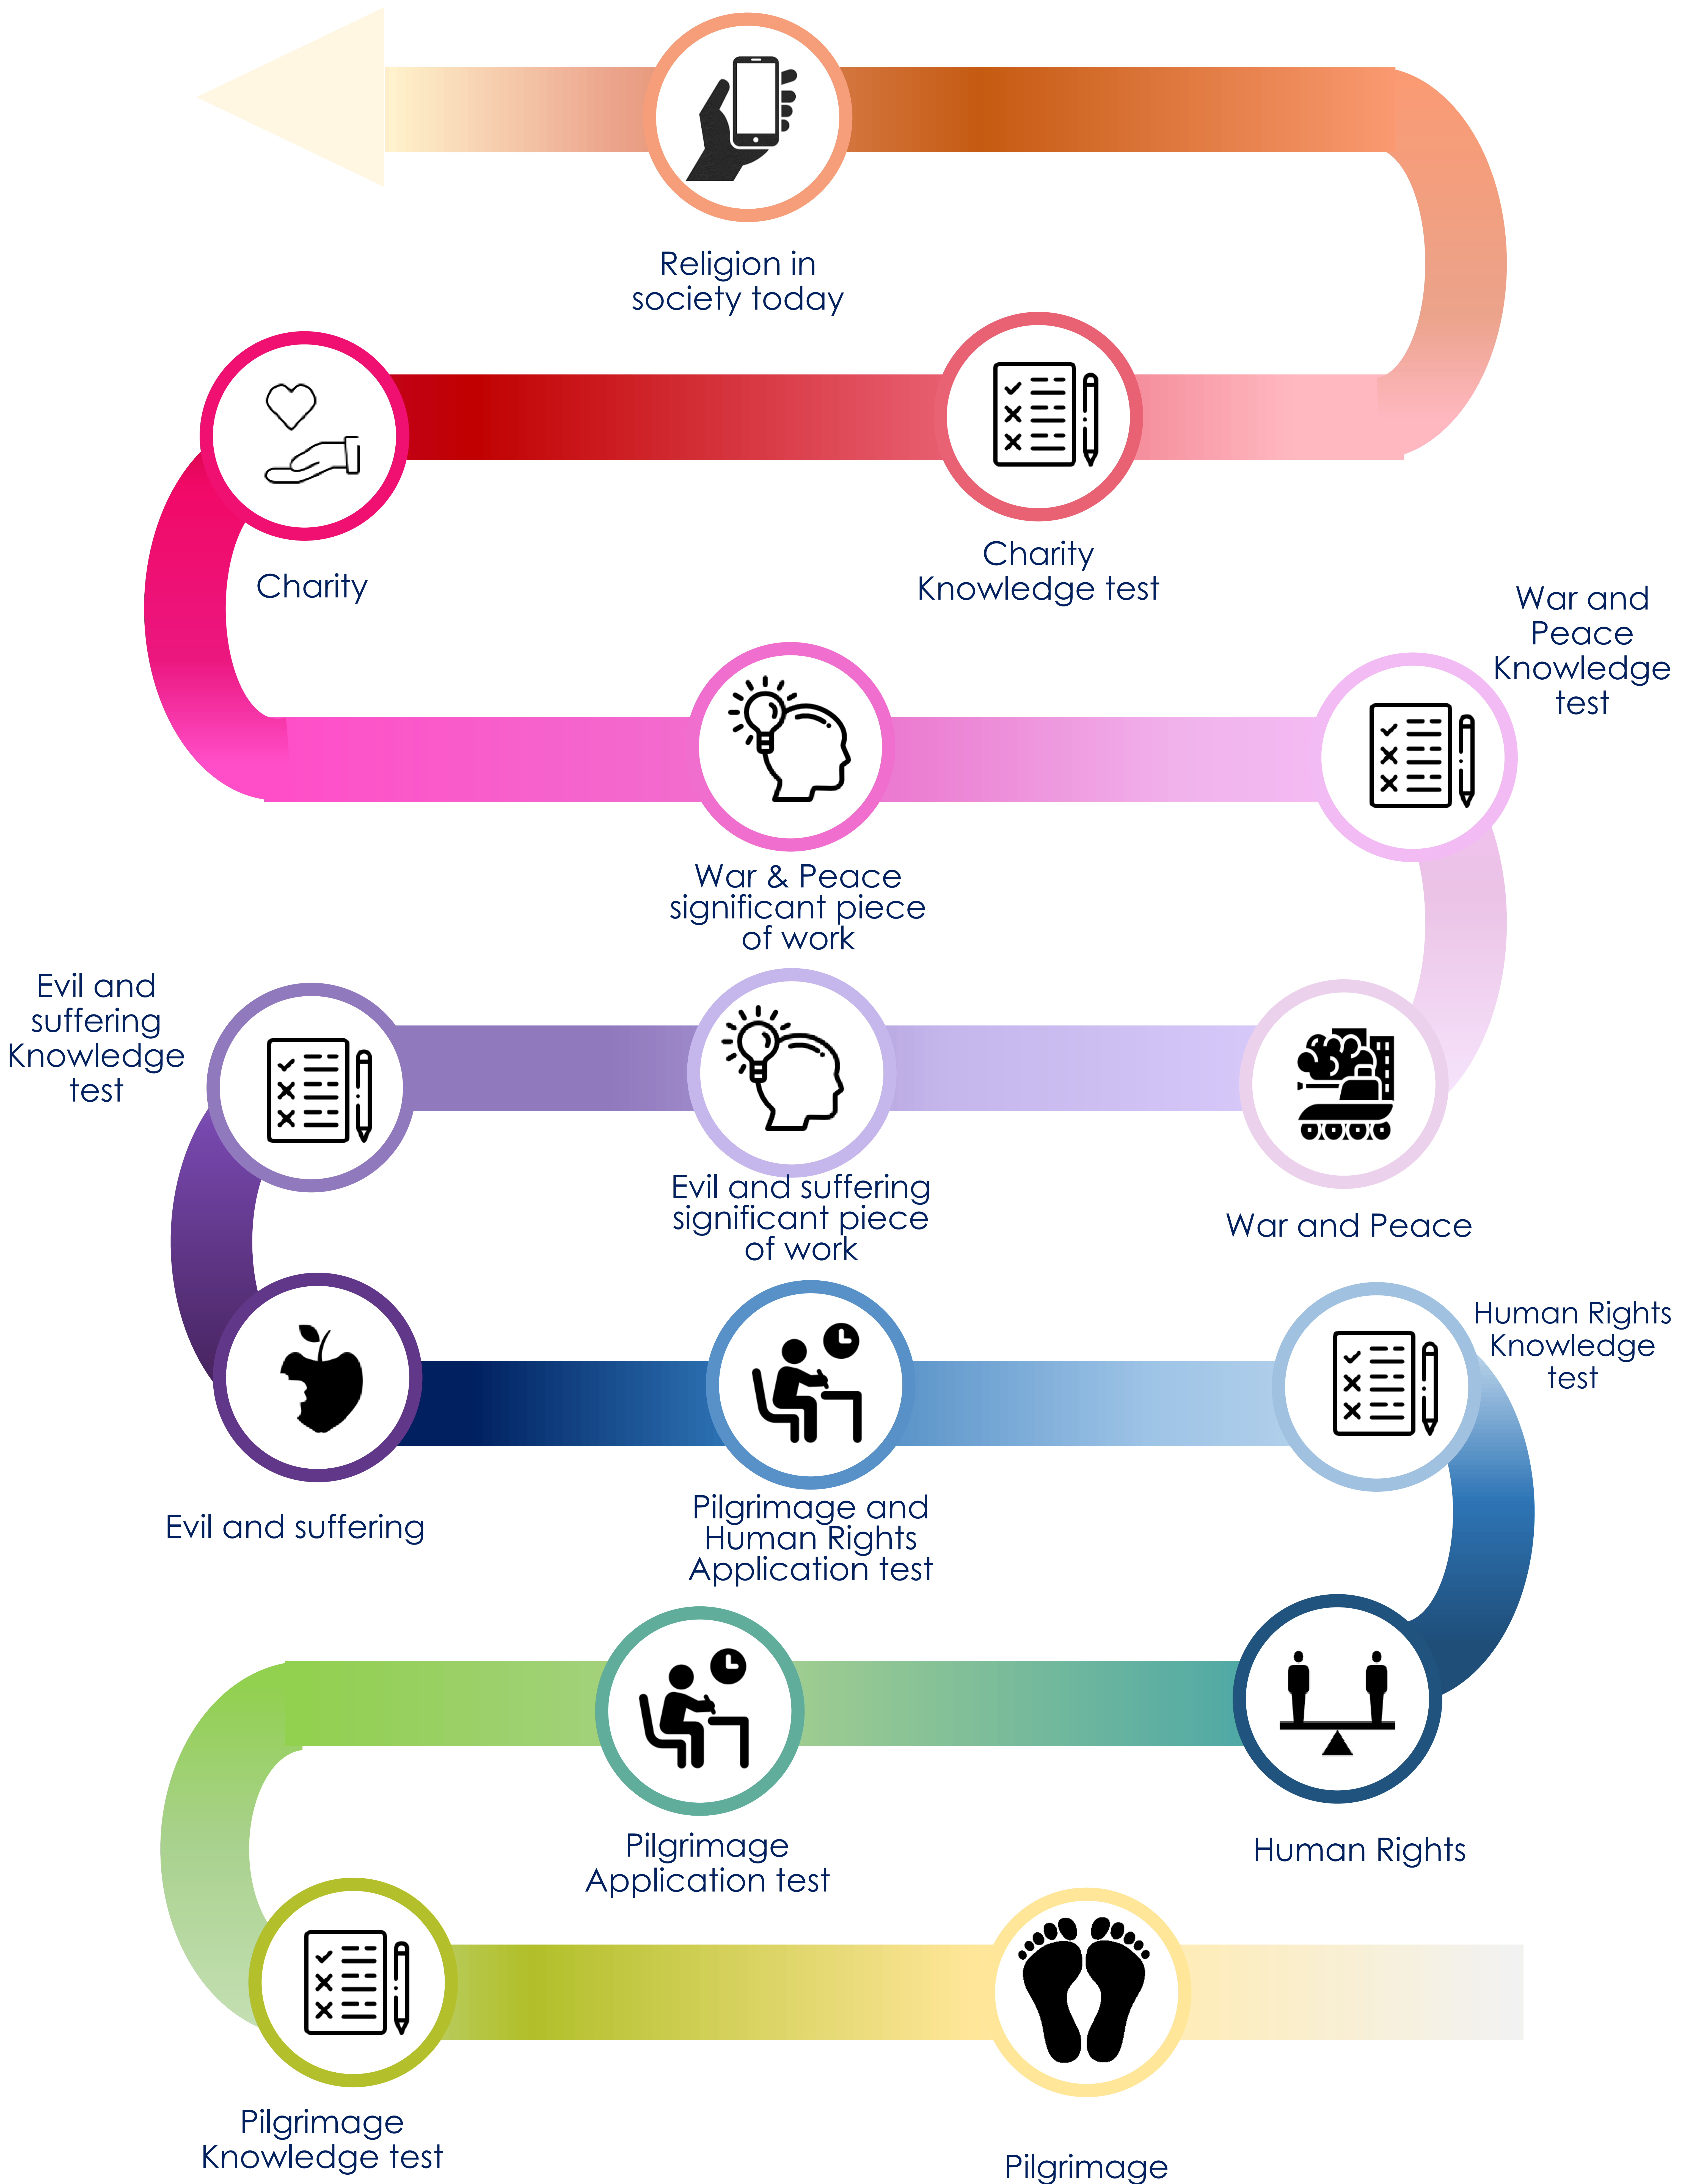 Religion in
society today
Charity
Knowledge test
Charity
War and
Peace
Knowledge
test
War & Peace
significant piece
of work
Evil and
suffering
Knowledge
test
Evil and suffering
significant piece
of work
War and Peace
Human Rights
Knowledge
test
Evil and suffering
Pilgrimage and
Human Rights
Application test
Pilgrimage
Application test
Human Rights
Pilgrimage
Knowledge test
Pilgrimage